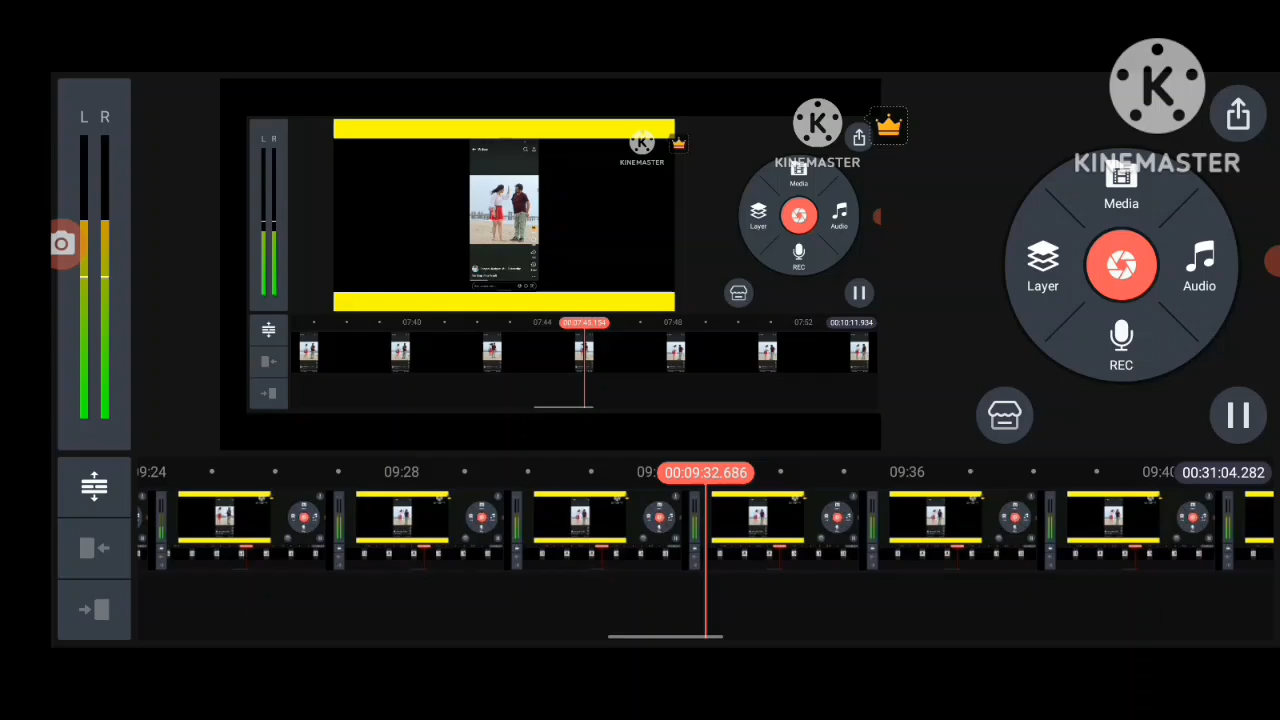 L R
L R
K
KINEMASTER
K
KINEMASTER
K
KINEMASTER
Media
Layer
Audio
REC
Media
Layer
Audio
REC
07:40
07:44
00:07:45.154
07:48
07:52
00:10:11.934
09:24
09:28
00:09:32.686
09:36
09:40
00:31:04.282